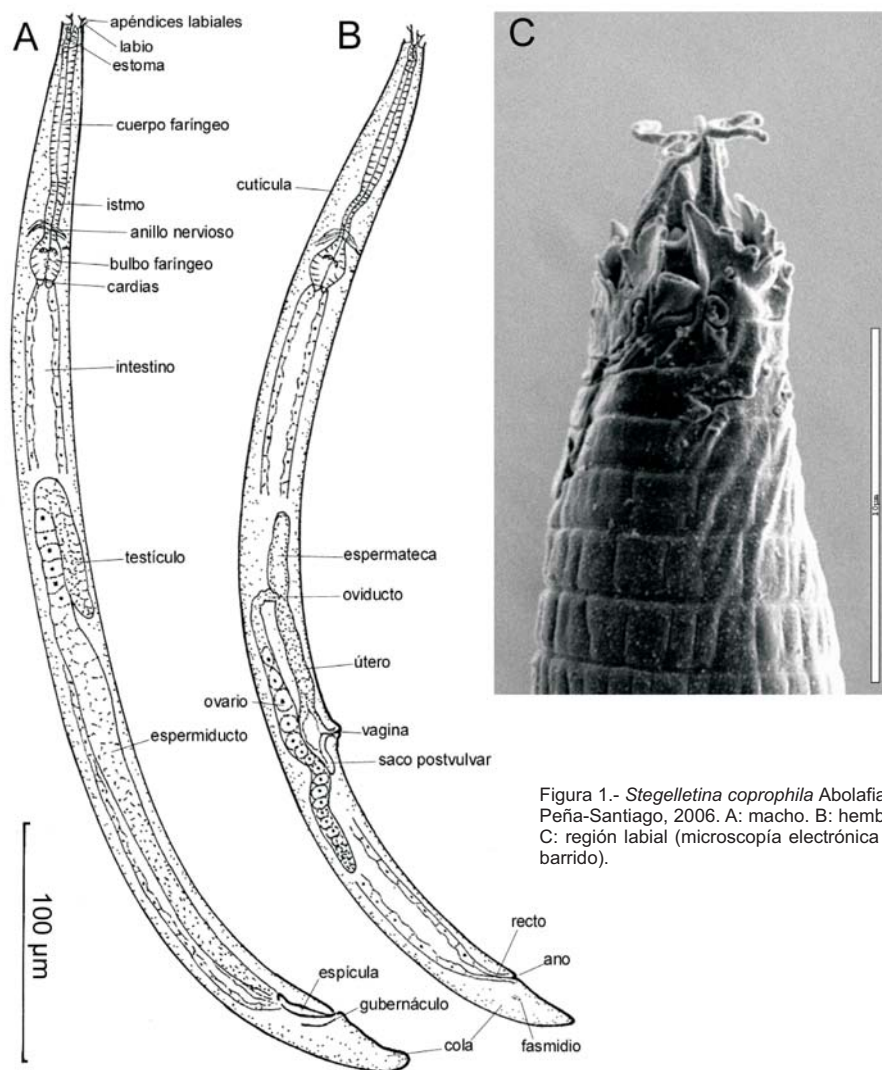 A
B
C
apéndices labiales
labio
estoma
cuerpo faríngeo
cutícula
istmo
anillo nervioso
bulbo faríngeo
cardias
intestino
testículo
espermateca
oviducto
útero
ovario
vagina
espermiducto
saco postvulvar
100 µm
recto
ano
espícula
gubernáculo
cola
fasmidio
Figura 1.- Stegelletina coprophila Abolafia
Peña-Santiago, 2006. A: macho. B: hemb
C: región labial (microscopía electrónica
barrido).